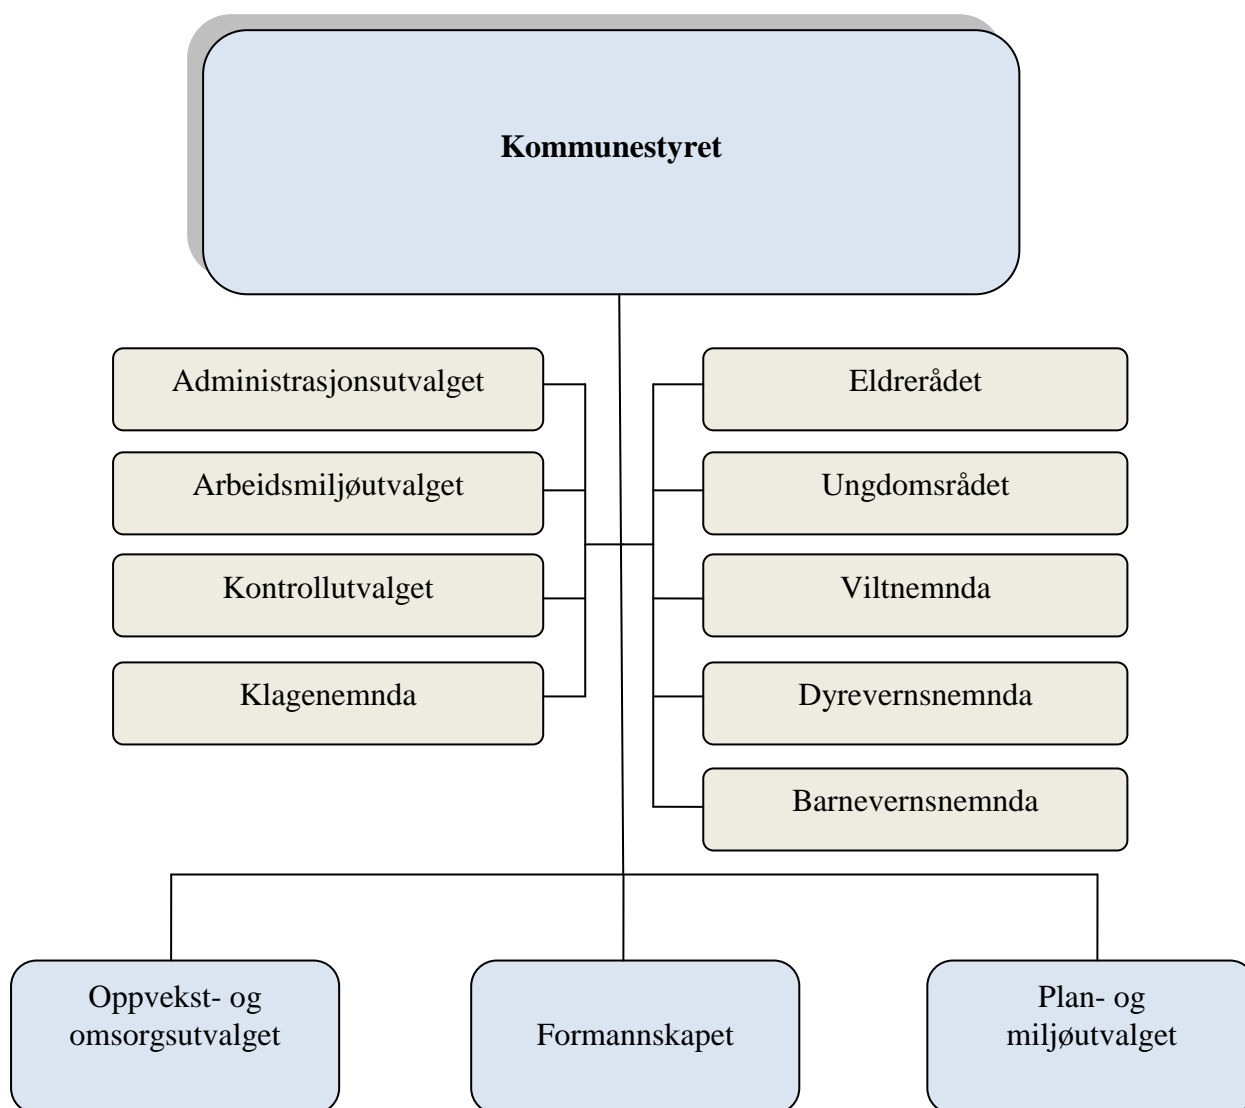 Kommunestyret
Administrasjonsutvalget
Arbeidsmiljøutvalget
Kontrollutvalget
Klagenemnda
Eldrerådet
Ungdomsrådet
Viltnemnda
Dyrevernsnemnda
Barnevernsnemnda
Oppvekst- og
omsorgsutvalget
Formannskapet
Plan- og
miljøutvalget